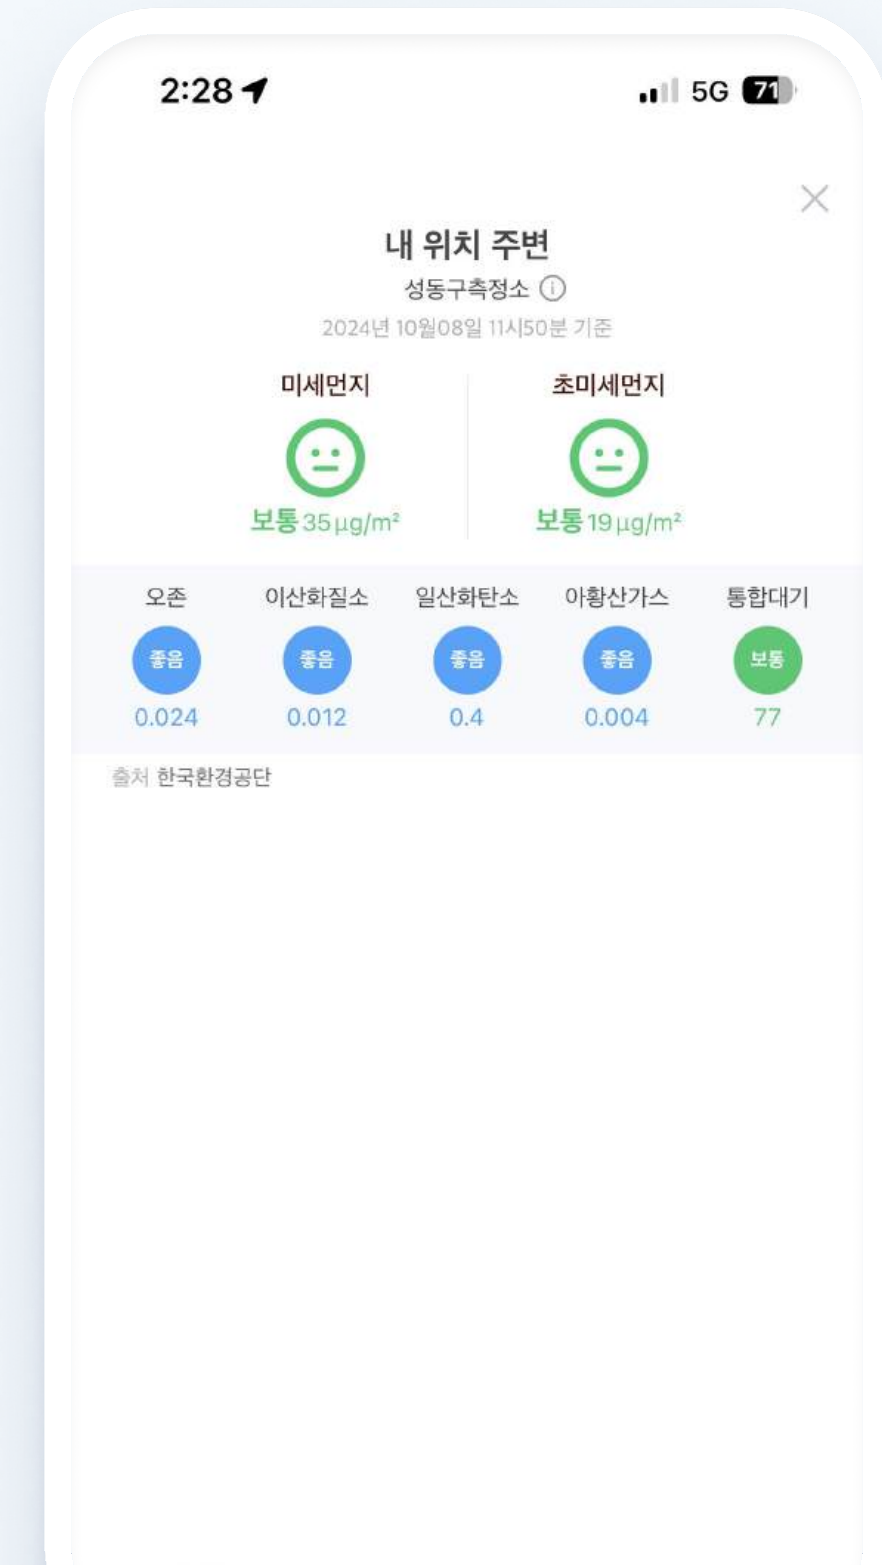 2:28 5G 71
내 위치 주변
성동구측정소
2024년 10월08일 11시50분 기준
미세먼지 초미세먼지
보통 35 μg/m² 보통 19 μg/m²
오존 이산화질소 일산화탄소 아황산가스 통합대기
좋음 좋음 좋음 좋음 보통
0.024 0.012 0.4 0.004 77
출처 한국환경공단